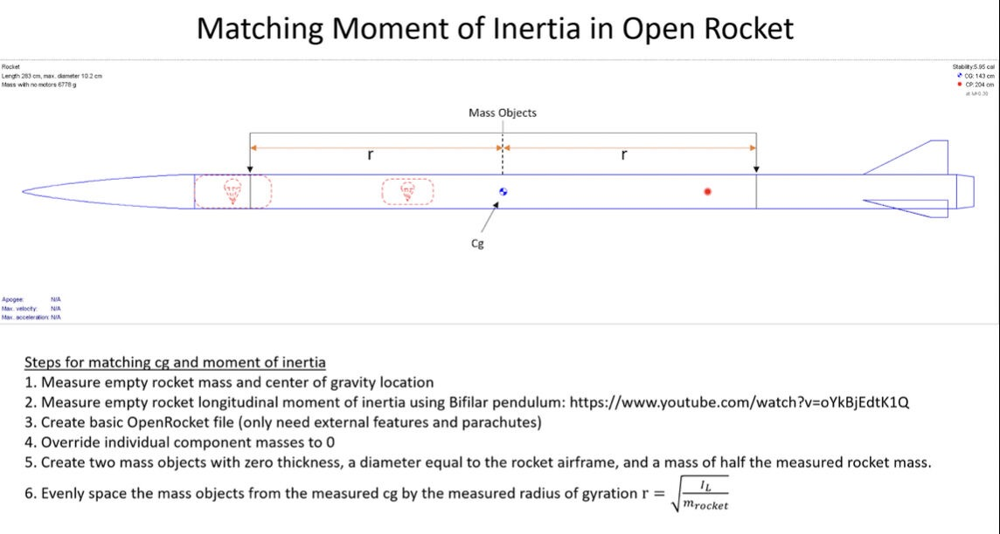 Matching Moment of Inertia in Open Rocket
Rocket
Length 283 cm, max. diameter 10.2 cm
Mass with no motors 6778 g
Stability:5.95 cal
CG: 143 cm
CP: 204 cm
at M=0.30
Mass Objects
r
r
Cg
Apogee: N/A
Max. velocity: N/A
Max. acceleration: N/A
Steps for matching cg and moment of inertia
1. Measure empty rocket mass and center of gravity location
2. Measure empty rocket longitudinal moment of inertia using Bifilar pendulum: https://www.youtube.com/watch?v=oYkBjEdtK1Q
3. Create basic OpenRocket file (only need external features and parachutes)
4. Override individual component masses to 0
5. Create two mass objects with zero thickness, a diameter equal to the rocket airframe, and a mass of half the measured rocket mass.
6. Evenly space the mass objects from the measured cg by the measured radius of gyration r = √(I_L / m_rocket)